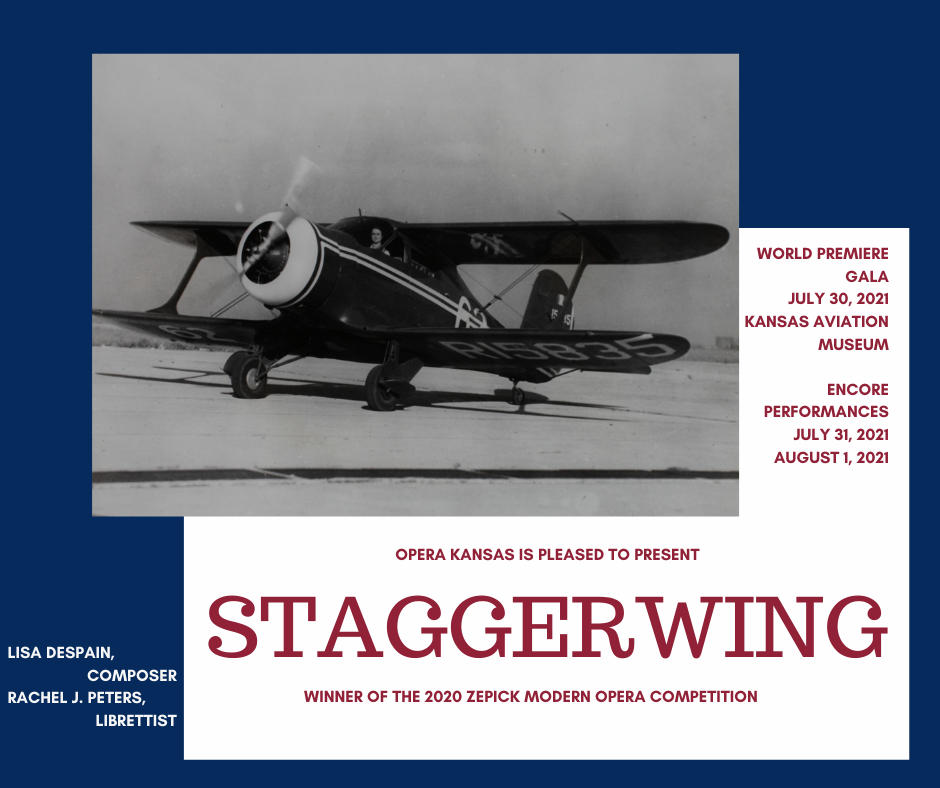 WORLD PREMIERE
GALA
JULY 30, 2021
KANSAS AVIATION
MUSEUM
ENCORE
PERFORMANCES
JULY 31, 2021
AUGUST 1, 2021
62
R15835
OPERA KANSAS IS PLEASED TO PRESENT
STAGGERWING
WINNER OF THE 2020 ZEPICK MODERN OPERA COMPETITION
LISA DESPAIN,
COMPOSER
RACHEL J. PETERS,
LIBRETTIST